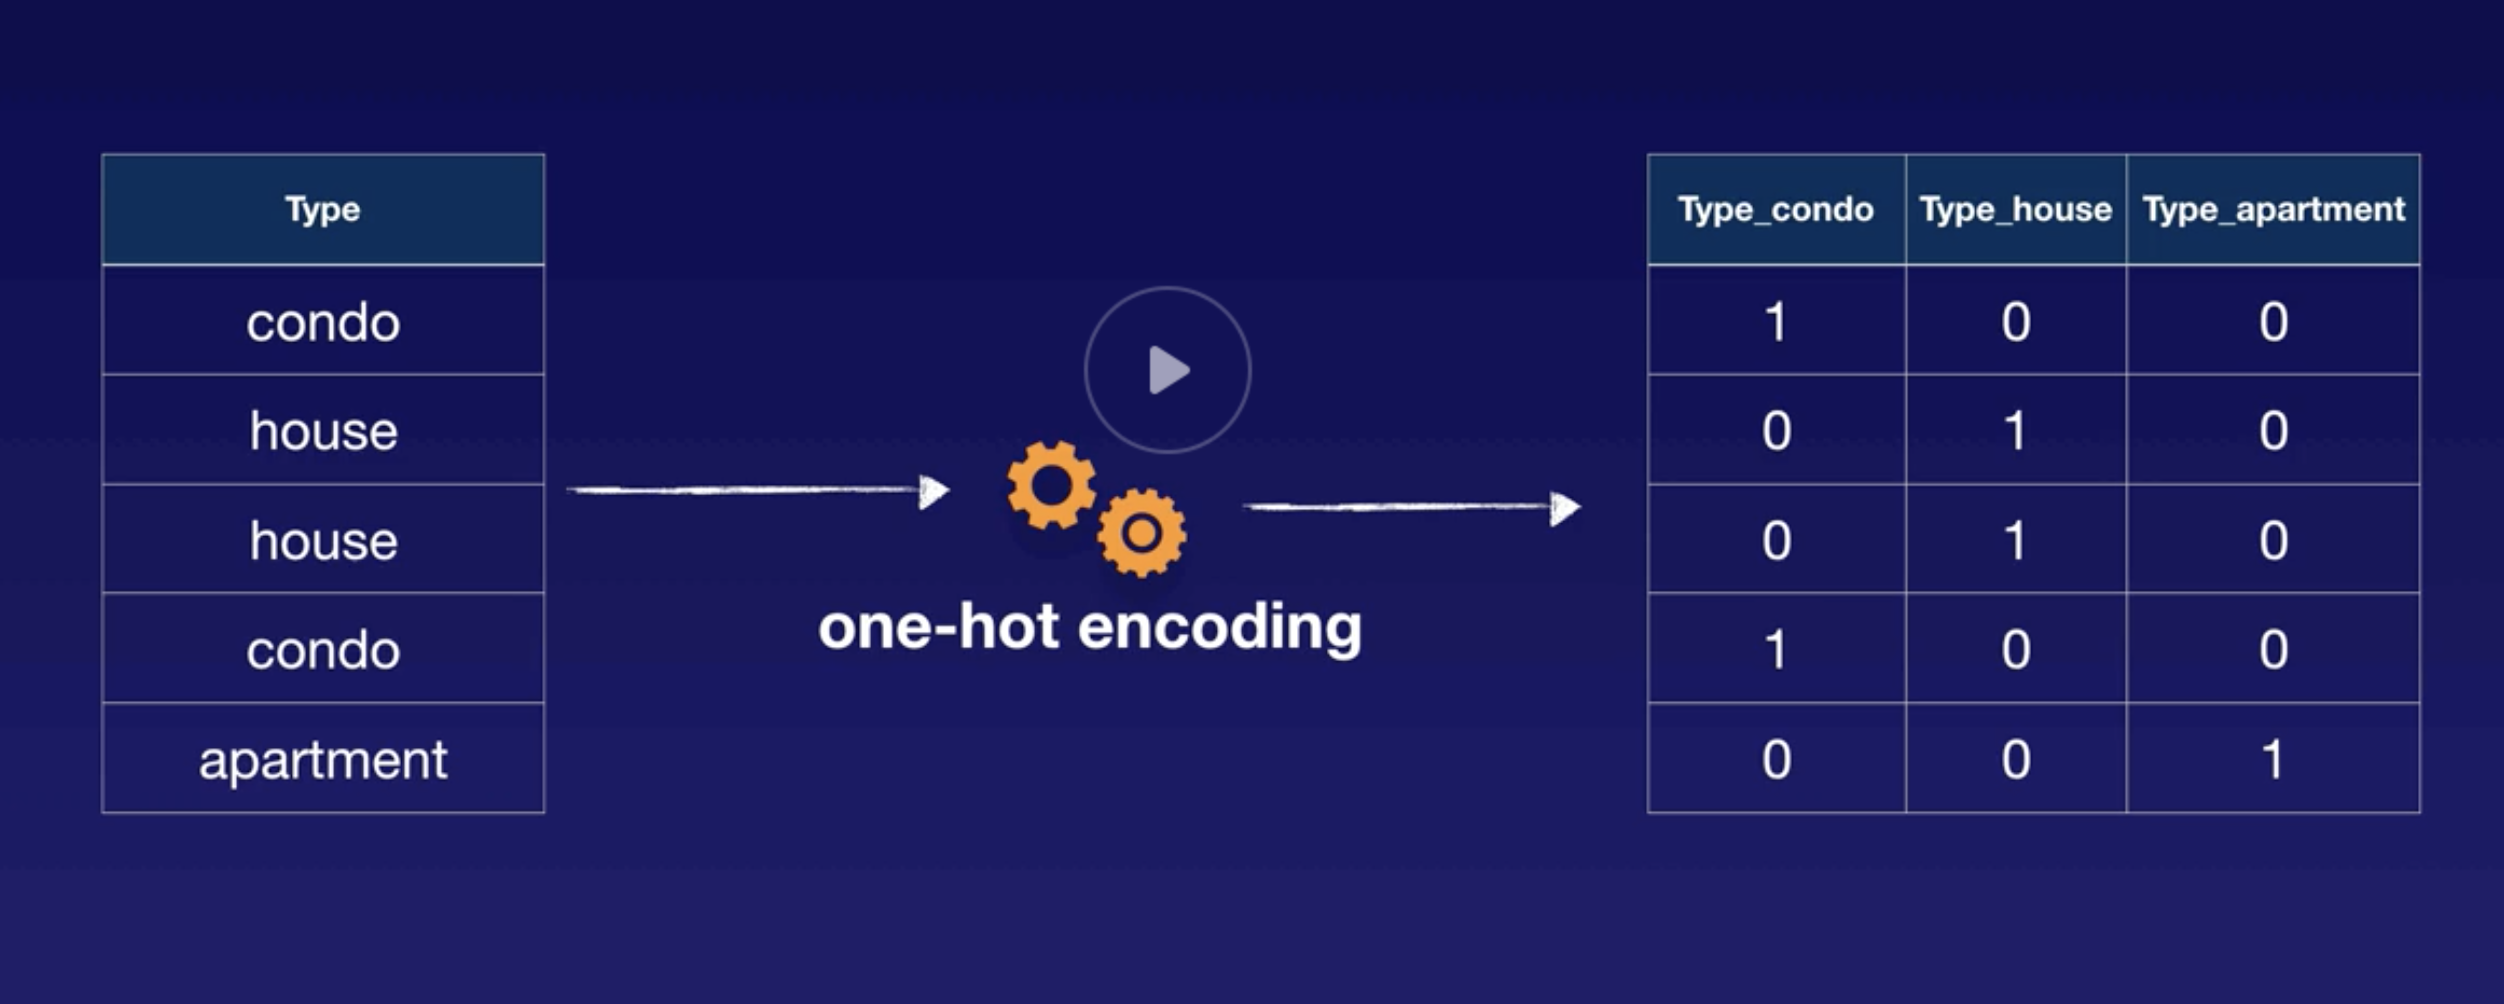 Type
condo
house
house
condo
apartment
one-hot encoding
Type_condo Type_house Type_apartment
1 0 0
0 1 0
0 1 0
1 0 0
0 0 1